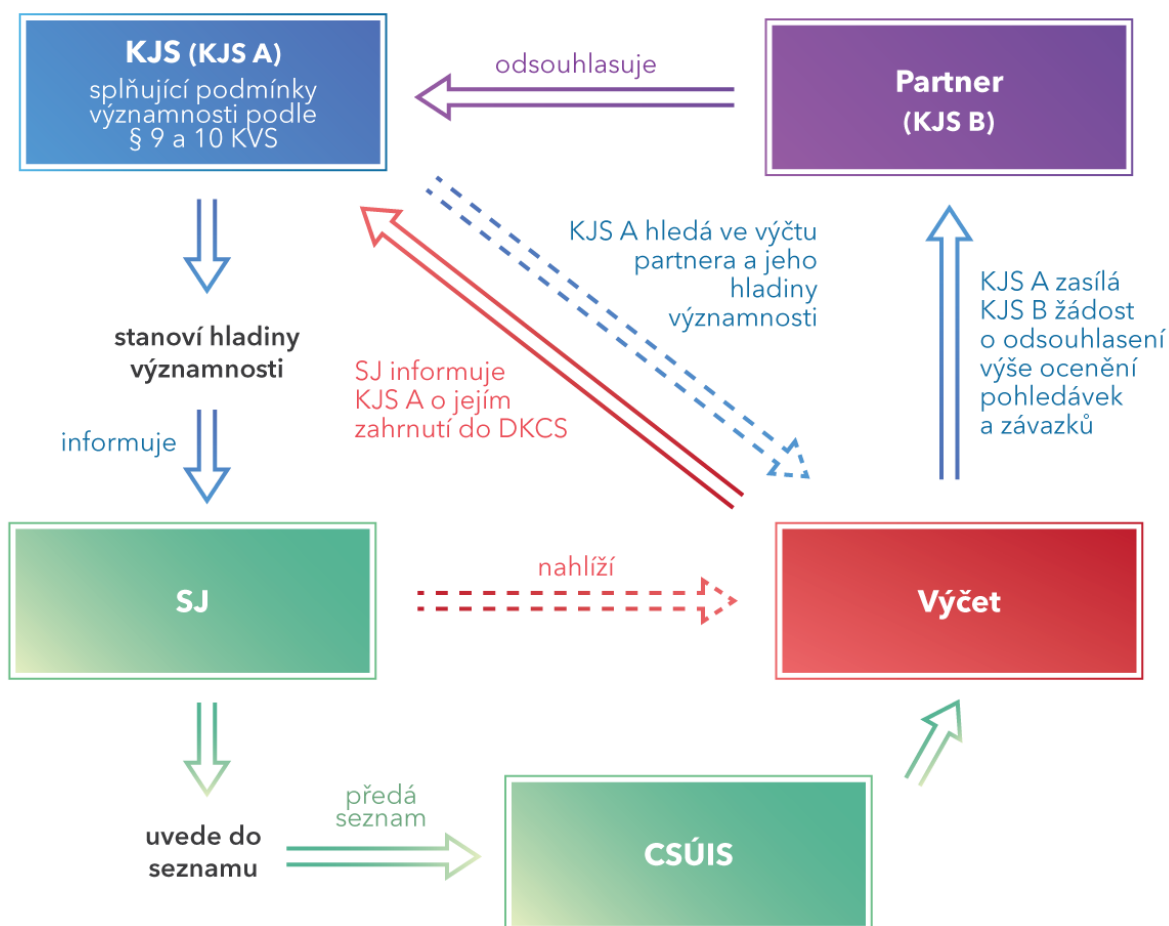 KJS (KJS A)
splňující podmínky
významnosti podle
§ 9 a 10 KVS
odsouhlasuje
Partner
(KJS B)
KJS A hledá ve výčtu
partnera a jeho
hladiny
významnosti
KJS A zasílá
KJS B žádost
o odsouhlasení
výše ocenění
pohledávek
a závazků
stanoví hladiny
významnosti
SJ informuje
KJS A o jejím
zahrnutí do DKCS
informuje
SJ
nahlíží
Výčet
uvede do
seznamu
předá
seznam
CSÚIS